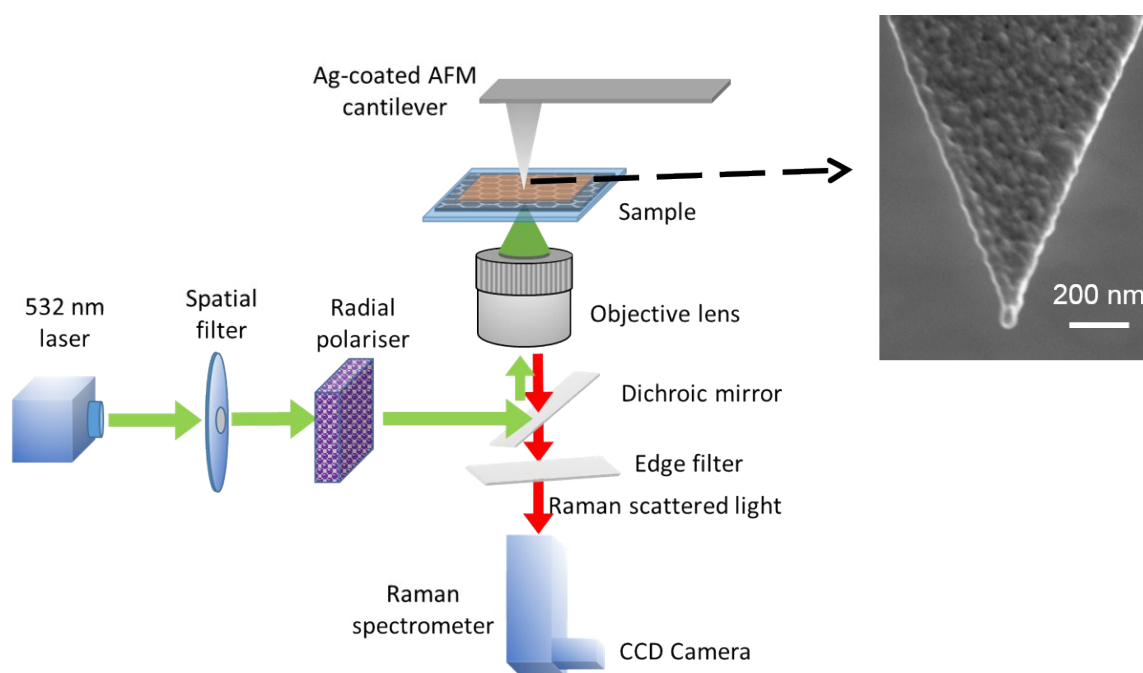 Ag-coated AFM
cantilever
Sample
200 nm
532 nm
laser
Spatial
filter
Radial
polariser
Objective lens
Dichroic mirror
Edge filter
Raman scattered light
Raman
spectrometer
CCD Camera